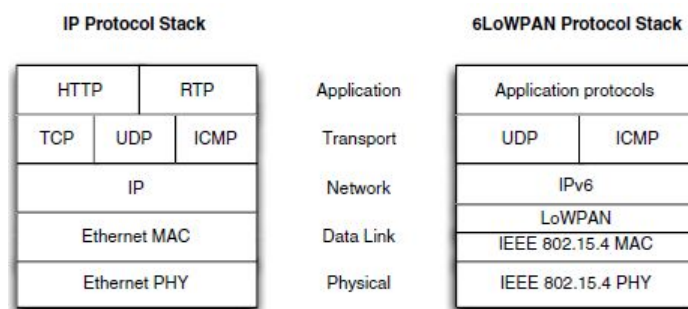 IP Protocol Stack 6LoWPAN Protocol Stack
HTTP RTP Application Application protocols
TCP UDP ICMP Transport UDP ICMP
IP Network IPv6
Ethernet MAC Data Link LoWPAN
IEEE 802.15.4 MAC
Ethernet PHY Physical IEEE 802.15.4 PHY